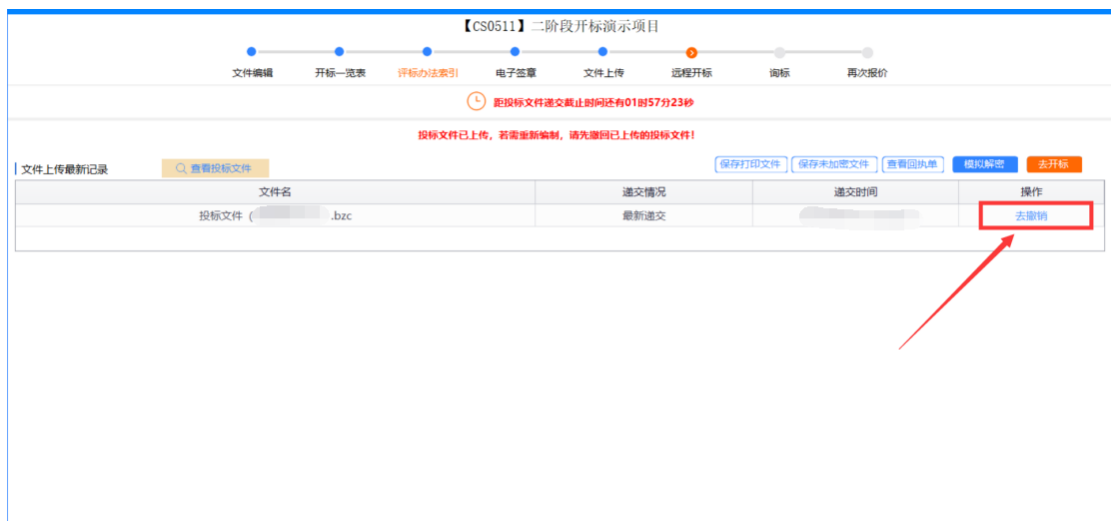 【CS0511】二阶段开标演示项目
文件编辑 开标一览表 评标办法索引 电子签章 文件上传 远程开标 询标 再次报价
距投标文件递交截止时间还有01时57分23秒
投标文件已上传，若需重新编制，请先撤回已上传的投标文件！
文件上传最新记录 查看投标文件 保存打印文件 保存未加密文件 查看回执单 模拟解密 去开标
文件名 递交情况 递交时间 操作
投标文件 ( .bzc 最新递交 去撤销